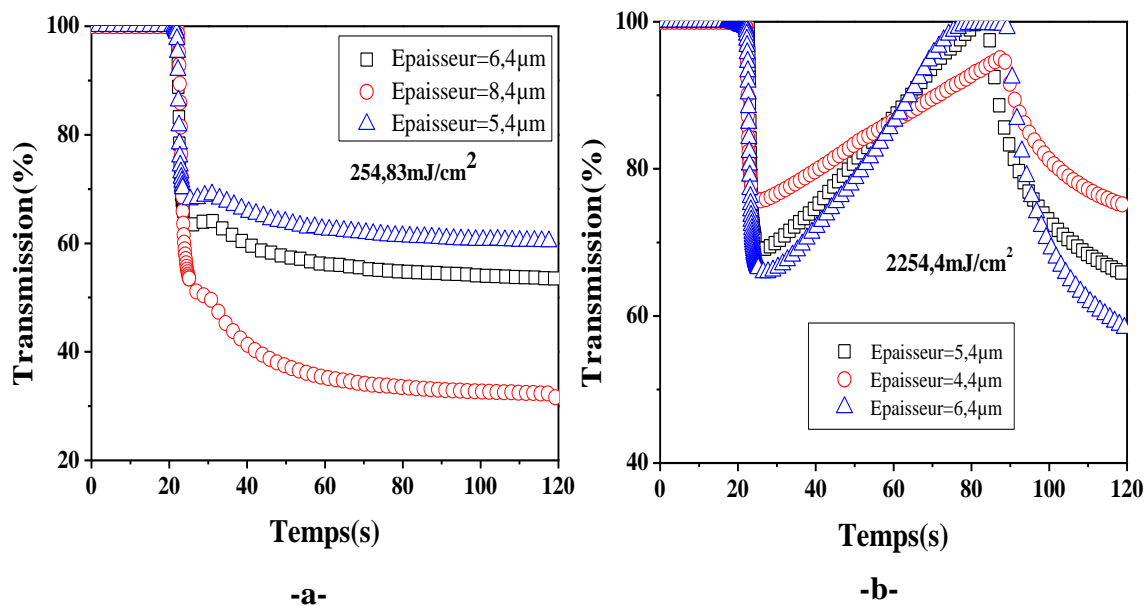 -a-
Transmission(%)
100
80
60
40
20
0 20 40 60 80 100 120
Temps(s)
Epaisseur=6,4µm
Epaisseur=8,4µm
Epaisseur=5,4µm
254,83mJ/cm²
-a-
-b-
Transmission(%)
100
80
60
40
0 20 40 60 80 100 120
Temps(s)
2254,4mJ/cm²
Epaisseur=5,4µm
Epaisseur=4,4µm
Epaisseur=6,4µm
-b-